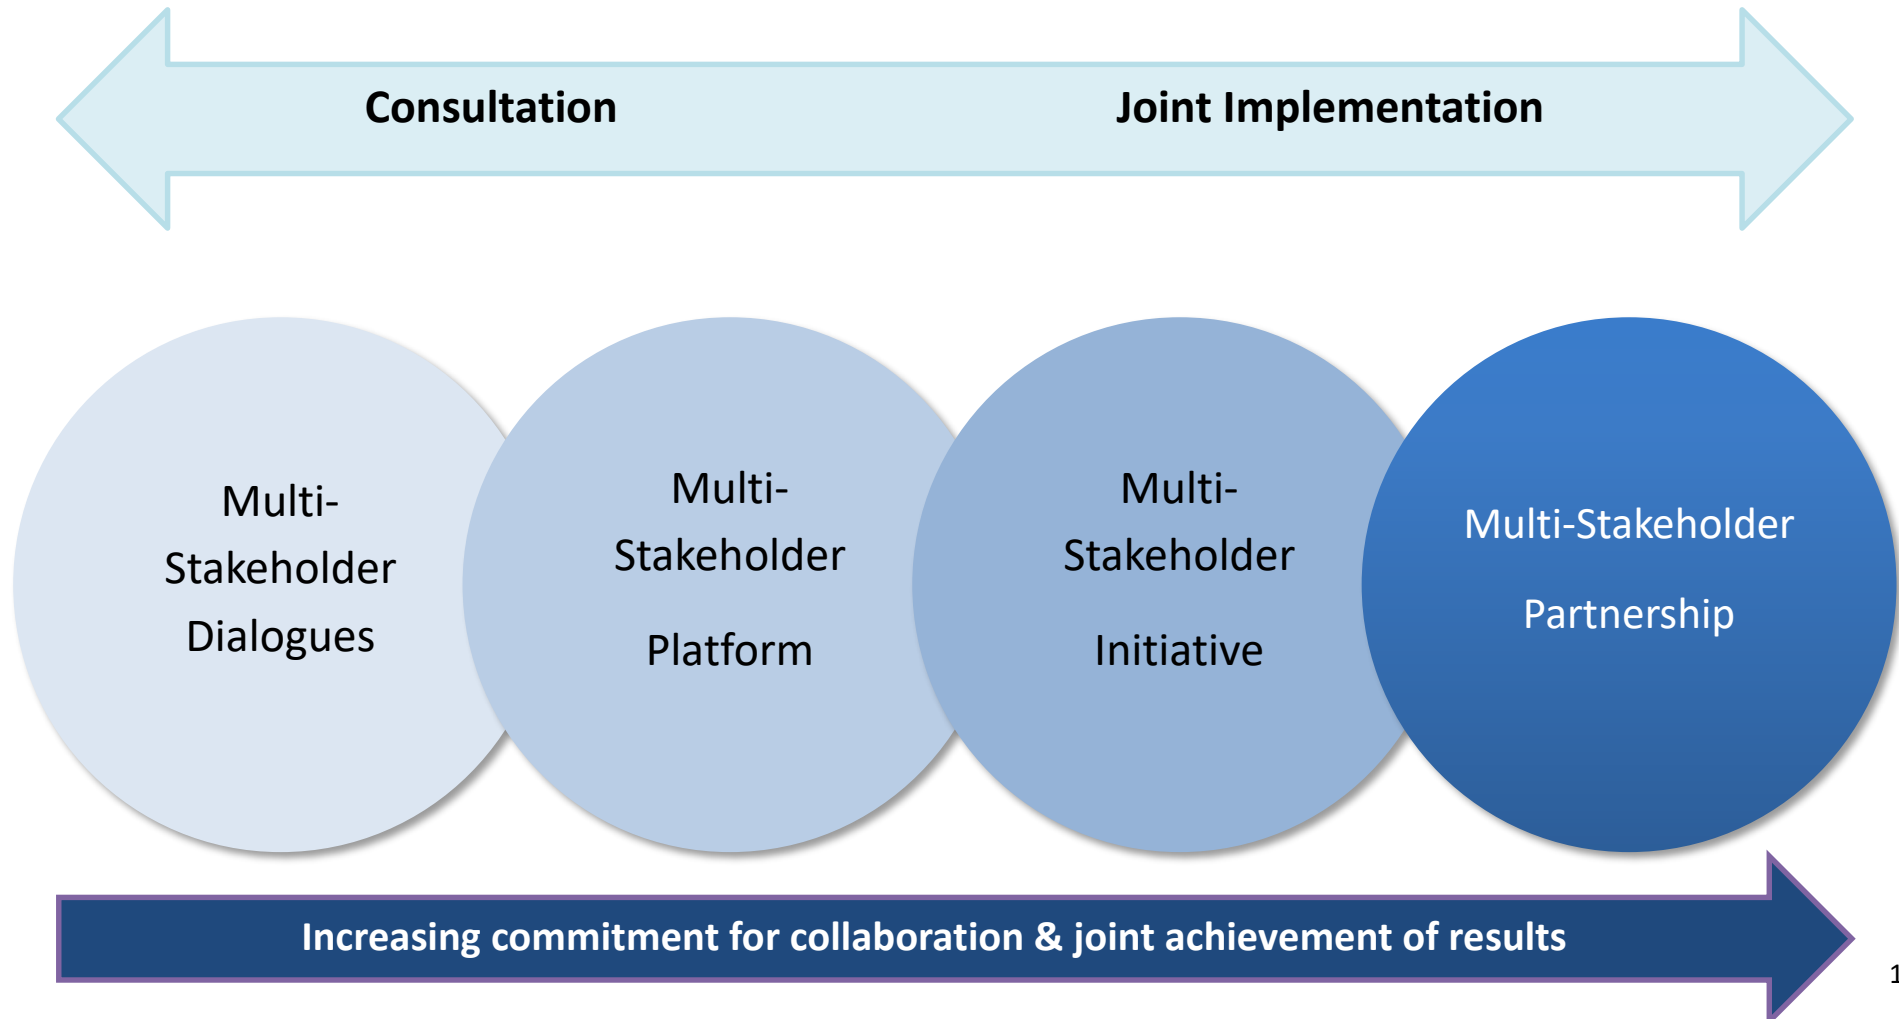 Consultation
Joint Implementation
Multi-
Stakeholder
Dialogues
Multi-
Stakeholder
Platform
Multi-
Stakeholder
Initiative
Multi-Stakeholder
Partnership
Increasing commitment for collaboration & joint achievement of results
1